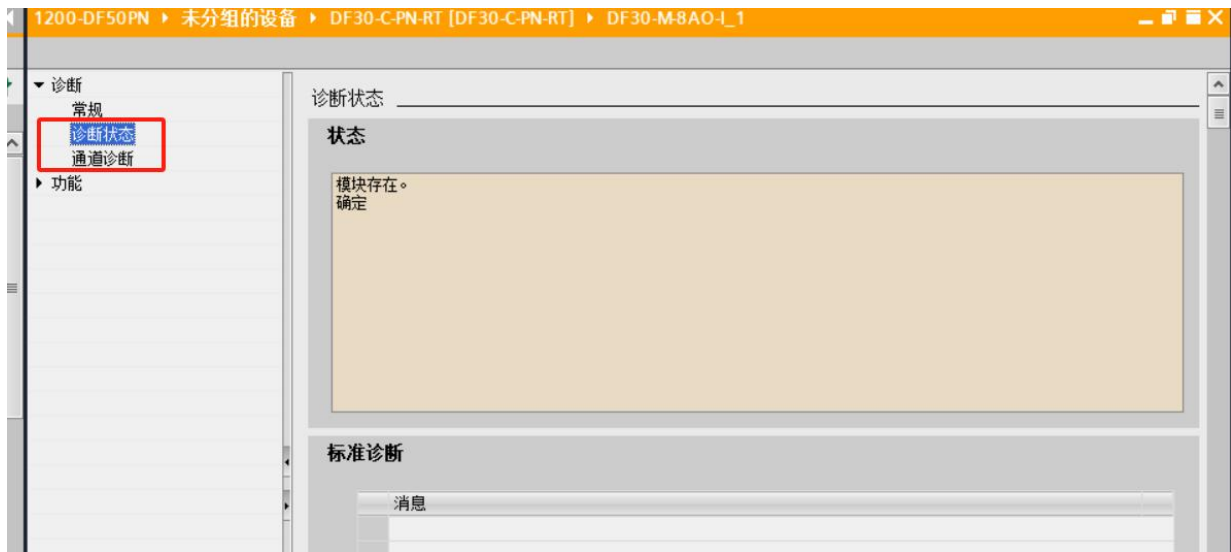 1200-DF50PN ▸ 未分组的设备 ▸ DF30-C-PN-RT [DF30-C-PN-RT] ▸ DF30-M-8AO-I_1
诊断
常规
诊断状态
通道诊断
功能
诊断状态
状态
模块存在。
确定
标准诊断
消息